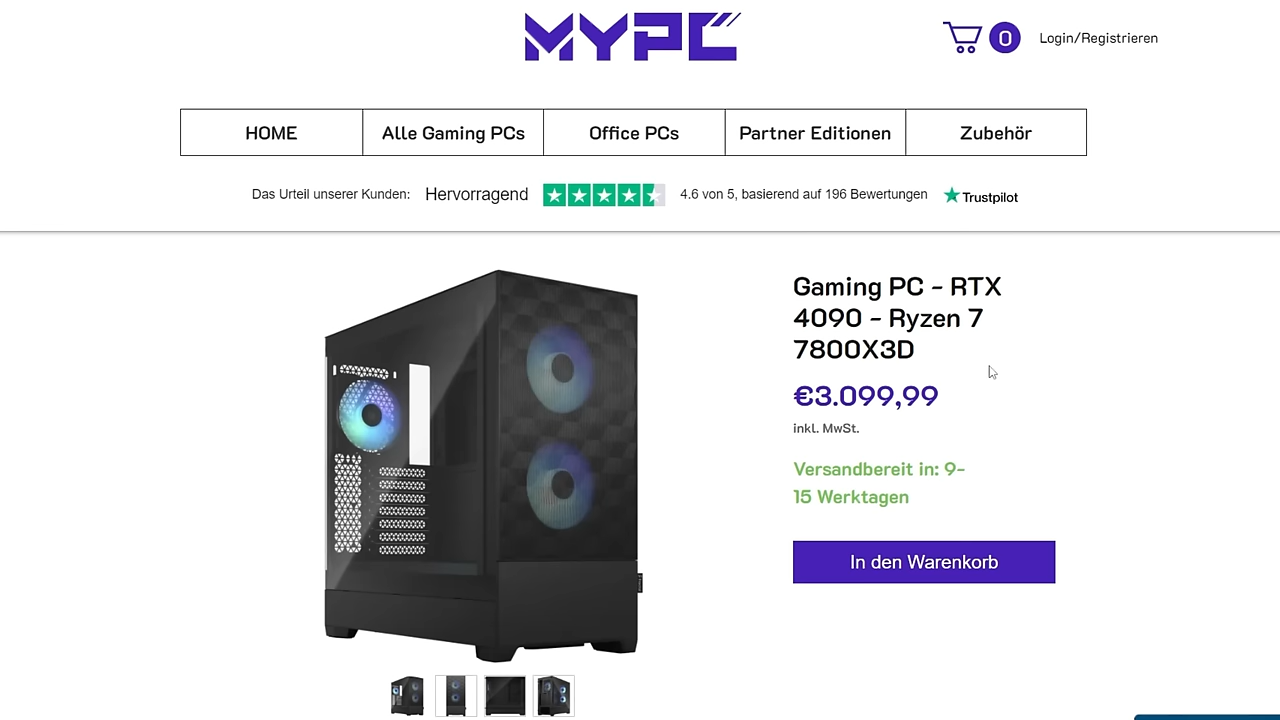 MYPC
0
Login/Registrieren
HOME
Alle Gaming PCs
Office PCs
Partner Editionen
Zubehör
Das Urteil unserer Kunden: Hervorragend 4.6 von 5, basierend auf 196 Bewertungen Trustpilot
Gaming PC - RTX
4090 - Ryzen 7
7800X3D
€3.099,99
inkl. MwSt.
Versandbereit in: 9-
15 Werktagen
In den Warenkorb